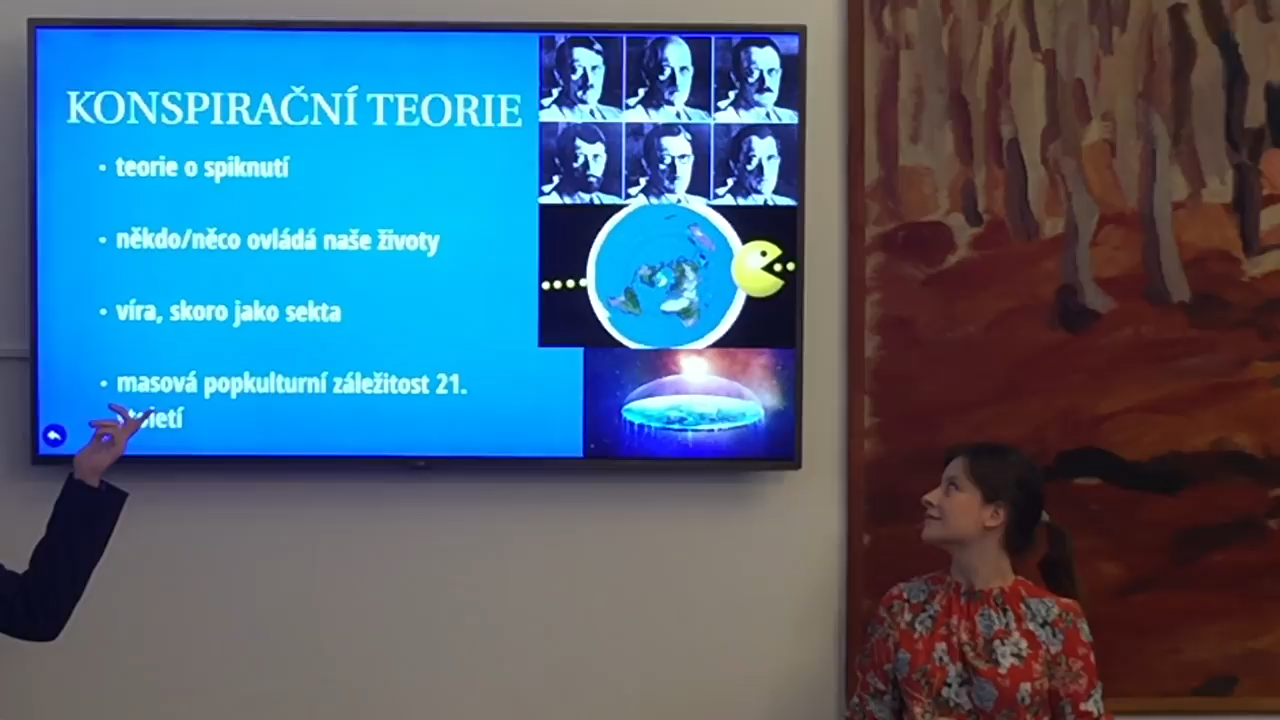 KONSPIRAČNÍ TEORIE
• teorie o spiknutí
• někdo/něco ovládá naše životy
• víra, skoro jako sekta
• masová popkulturní záležitost 21.